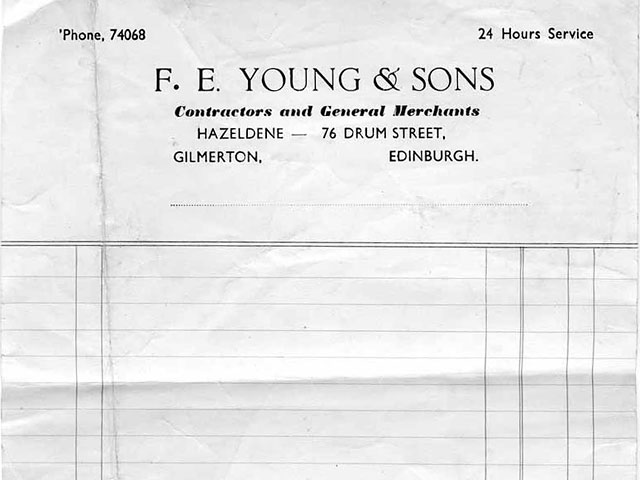 'Phone, 74068
24 Hours Service
F. E. YOUNG & SONS
Contractors and General Merchants
HAZELDENE — 76 DRUM STREET,
GILMERTON, EDINBURGH.